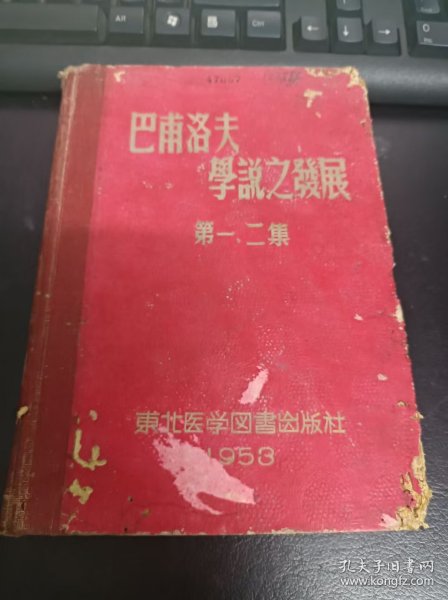 47067
巴甫洛夫
學說之發展
第一、二集
東北医学図書出版社
1953
孔夫子旧书网
www.kongfz.com